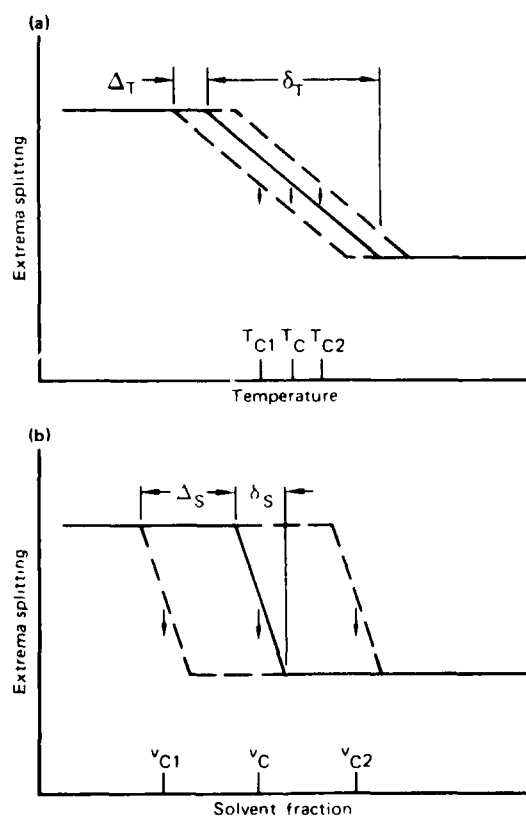 (a)
Δ_T
δ_T
Extrema splitting
T_C1 T_C T_C2
Temperature
(b)
Δ_S
δ_S
Extrema splitting
v_C1
v_C
v_C2
Solvent fraction